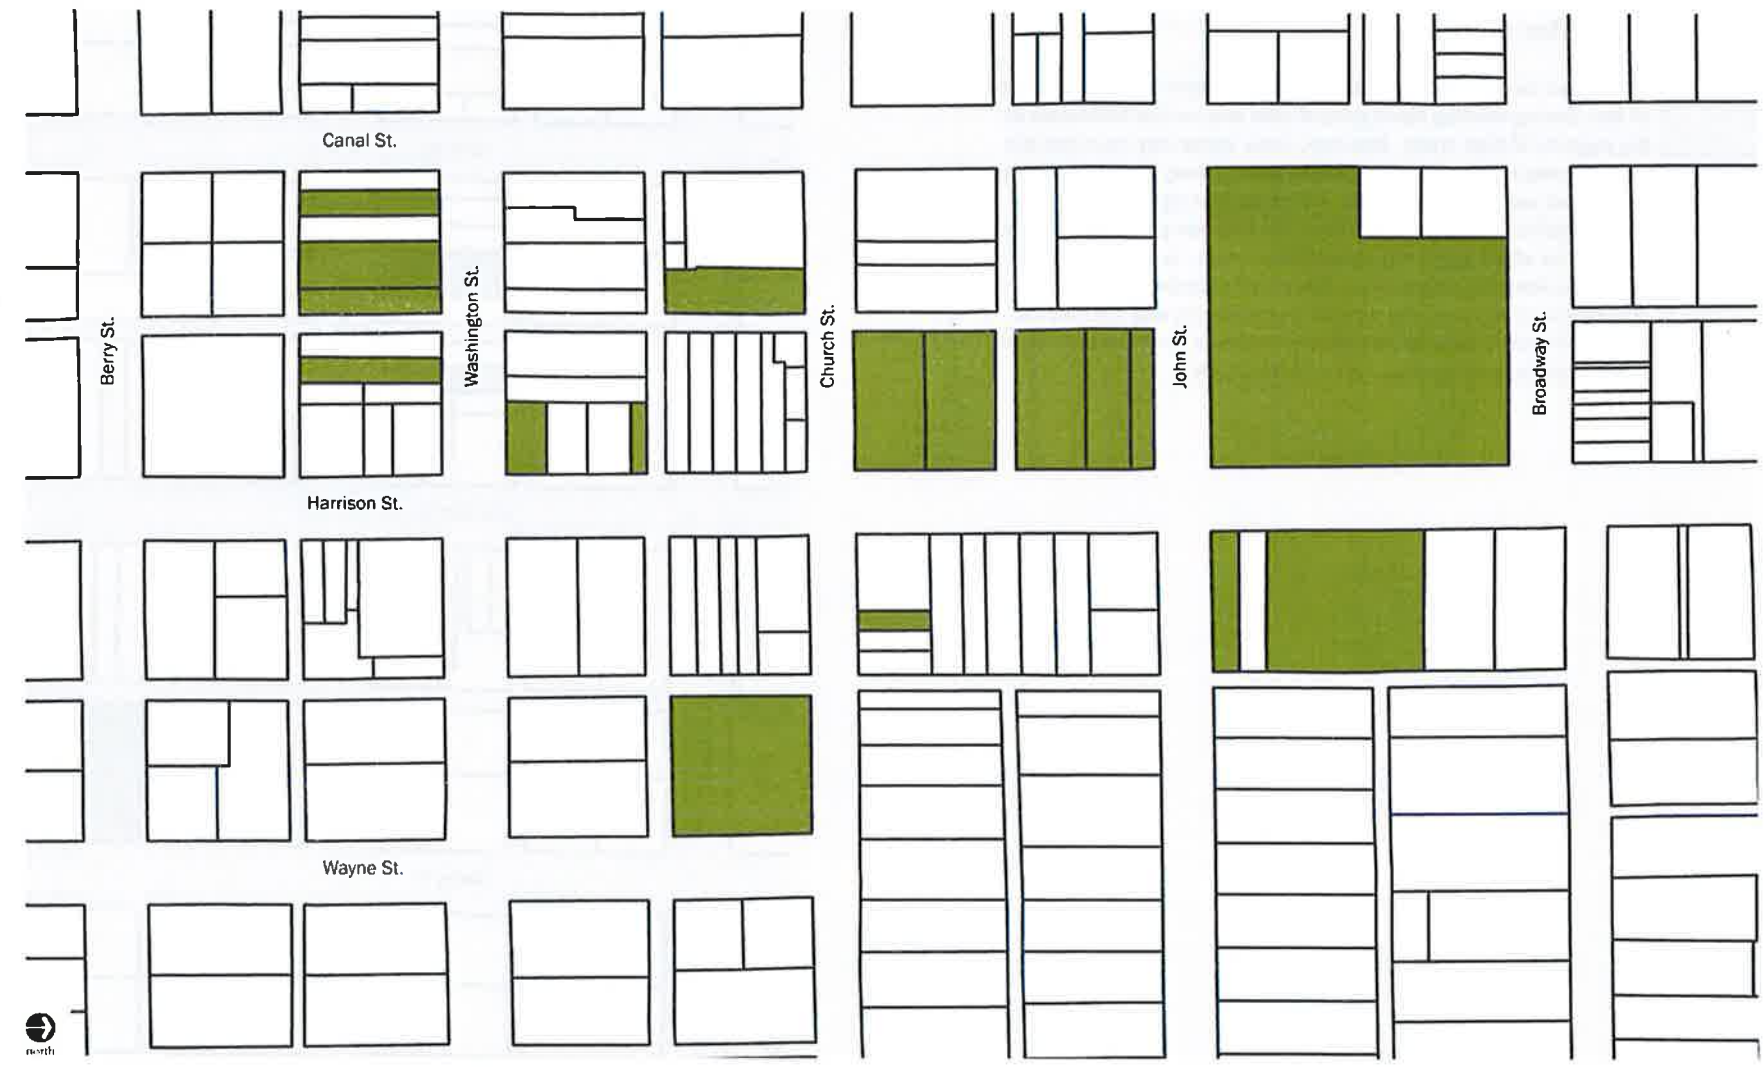 Canal St.
Berry St.
Washington St.
Church St.
John St.
Broadway St.
Harrison St.
Wayne St.
north